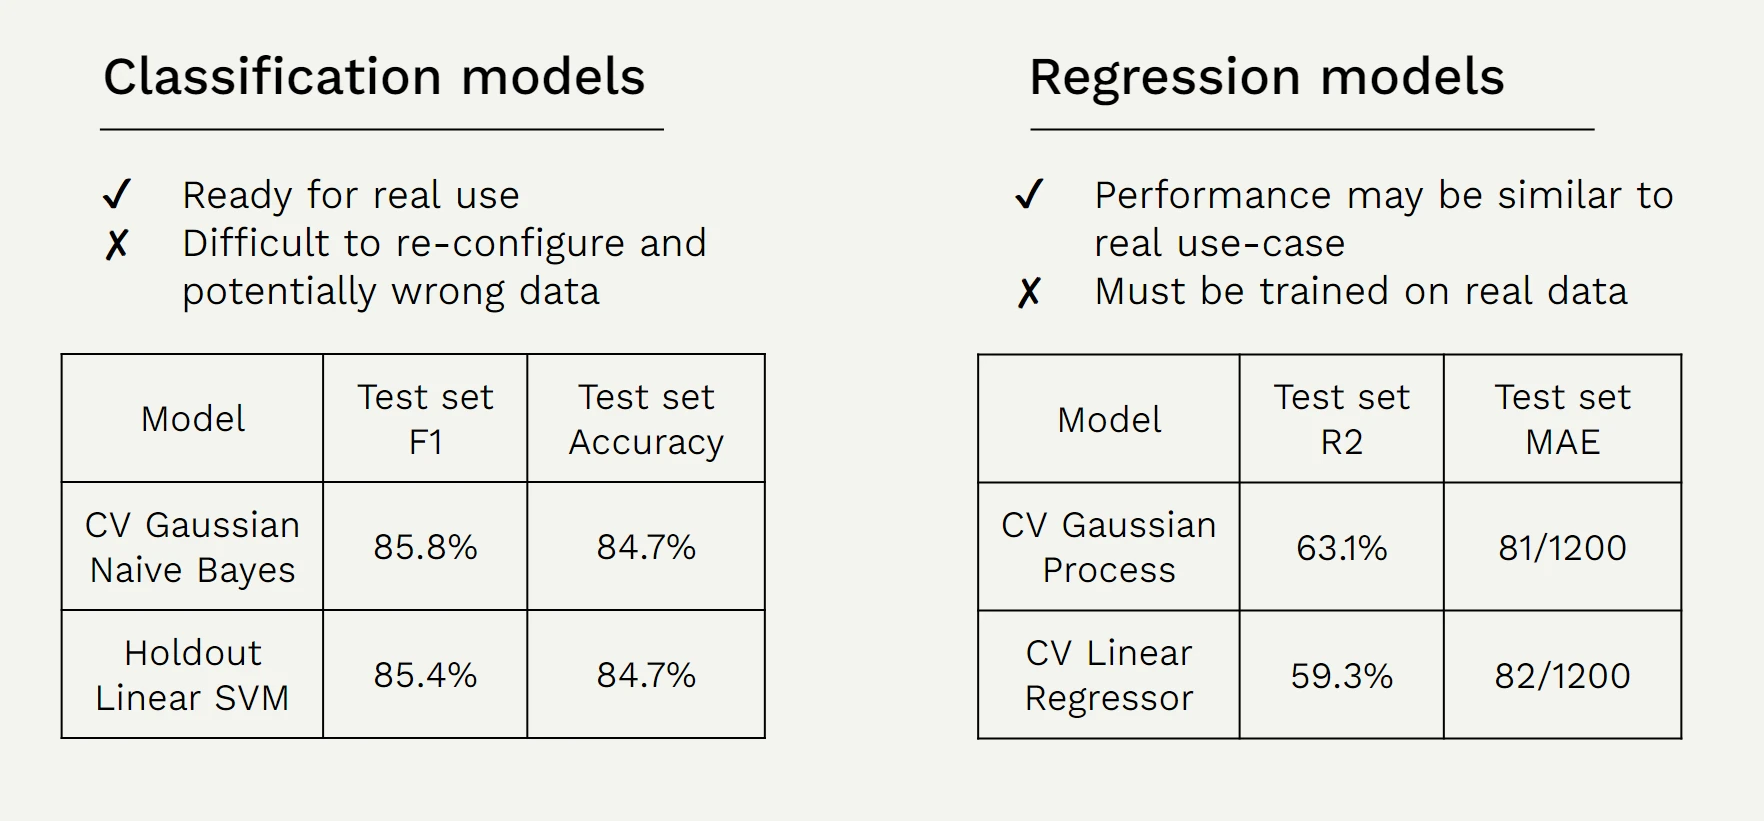 Classification models
✓ Ready for real use
✗ Difficult to re-configure and
potentially wrong data
Model
Test set
F1
Test set
Accuracy
CV Gaussian
Naive Bayes
85.8%
84.7%
Holdout
Linear SVM
85.4%
84.7%
Regression models
✓ Performance may be similar to
real use-case
✗ Must be trained on real data
Model
Test set
R2
Test set
MAE
CV Gaussian
Process
63.1%
81/1200
CV Linear
Regressor
59.3%
82/1200